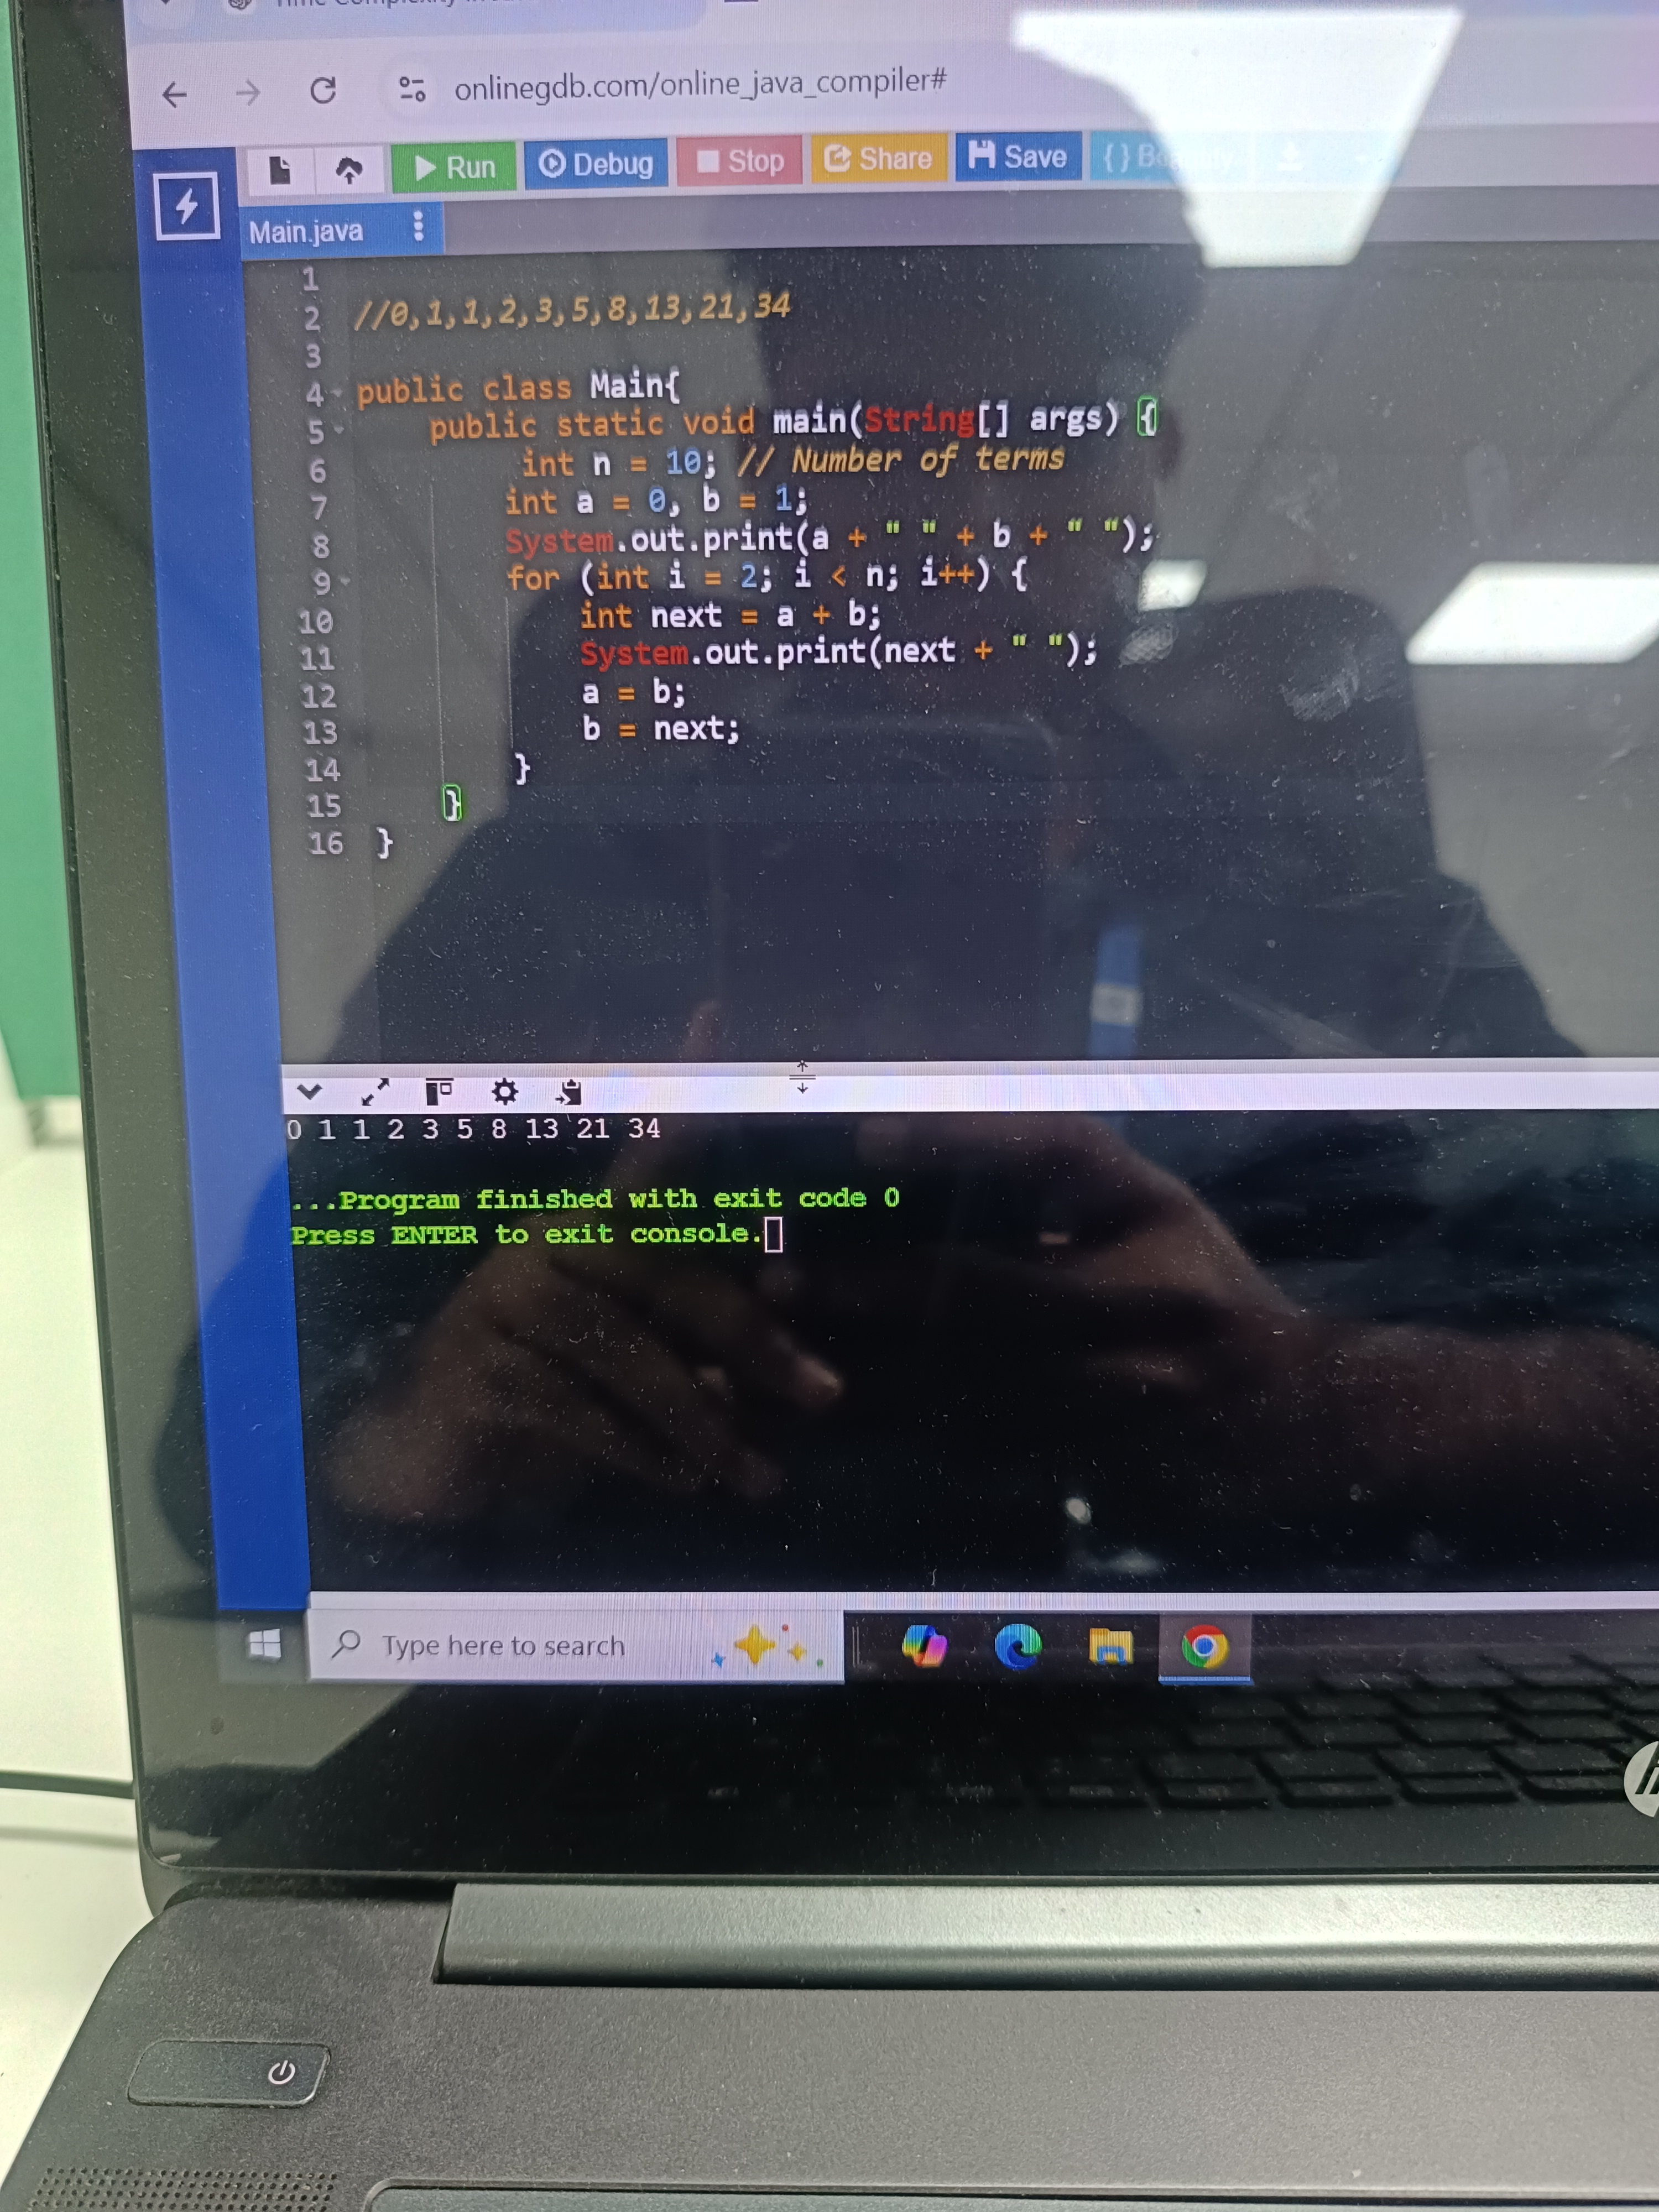 onlinegdb.com/online_java_compiler#
Run Debug Stop Share Save
Main.java
1
2 //0,1,1,2,3,5,8,13,21,34
3
4 public class Main{
5 public static void main(String[] args) {
6 int n = 10; // Number of terms
7 int a = 0, b = 1;
8 System.out.print(a + " " + b + " ");
9 for (int i = 2; i < n; i++) {
10 int next = a + b;
11 System.out.print(next + " ");
12 a = b;
13 b = next;
14 }
15 }
16 }
0 1 1 2 3 5 8 13 21 34
...Program finished with exit code 0
Press ENTER to exit console.
Type here to search